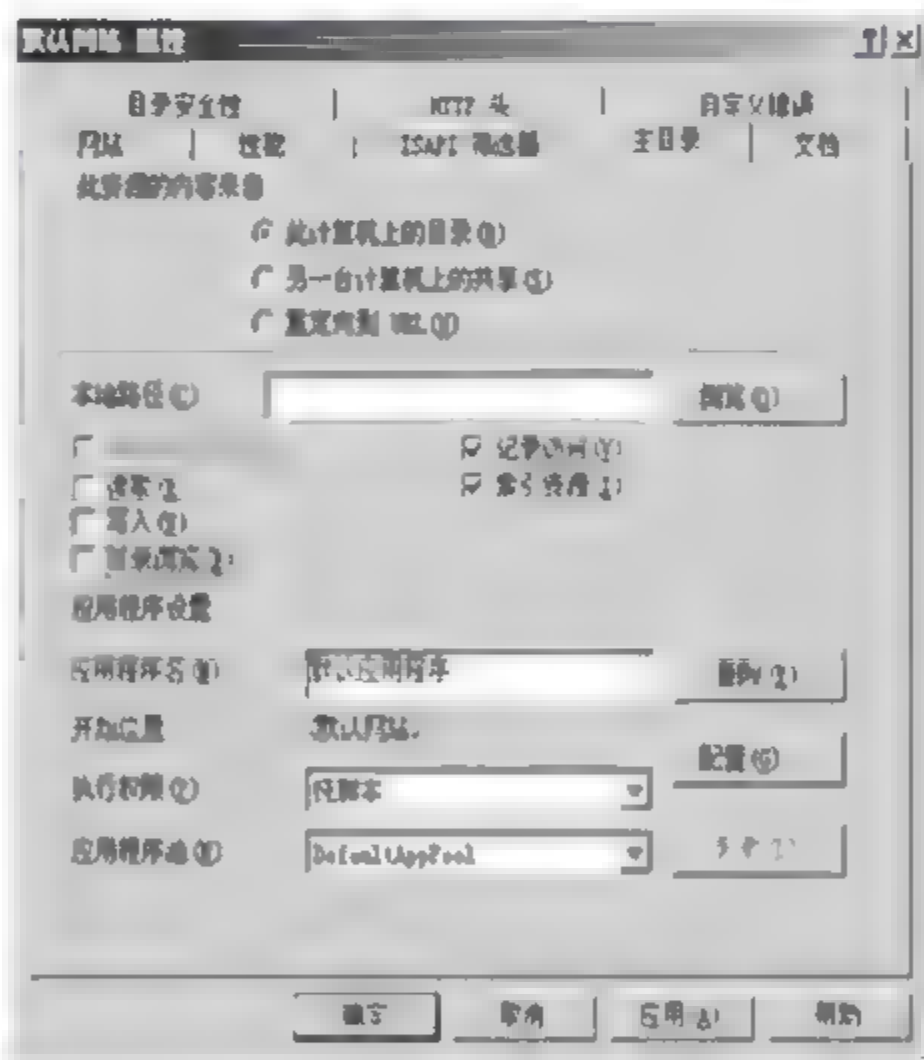 默认网站 属性
目录安全性 HTTP 头 自定义错误
网站 性能 ISAPI 筛选器 主目录 文档
此资源的内容来自
此计算机上的目录(D)
另一台计算机上的共享(S)
重定向到 URL(U)
本地路径(C) 浏览(O)
记录访问(V)
读取(R) 索引资源(I)
写入(W)
目录浏览(B)
应用程序设置
应用程序名(M) 默认应用程序 删除(E)
开始位置 <默认网站>
配置(G)
执行权限(P) 纯脚本
应用程序池(N) DefaultAppPool 卸载(L)
确定 取消 应用(A) 帮助